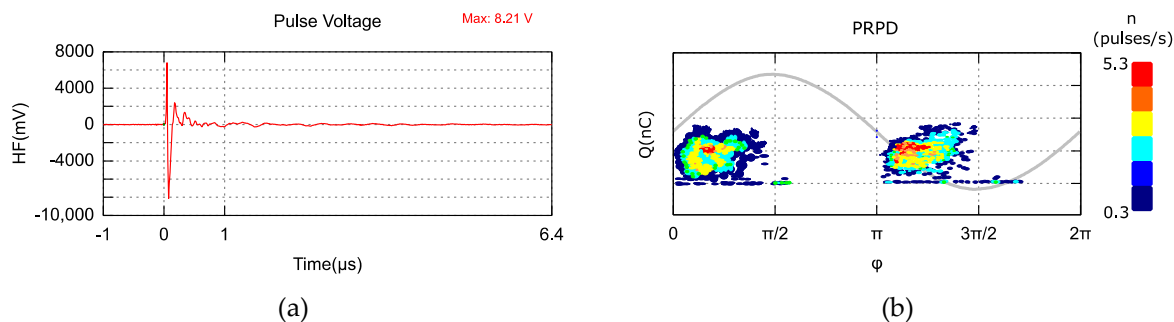 Pulse Voltage
Max: 8.21 V
HF(mV)
8000
4000
0
-4000
-10,000
-1
0
1
6.4
Time(µs)
(a)
PRPD
Q(nC)
0
π/2
π
3π/2
2π
φ
n
(pulses/s)
5.3
0.3
(b)